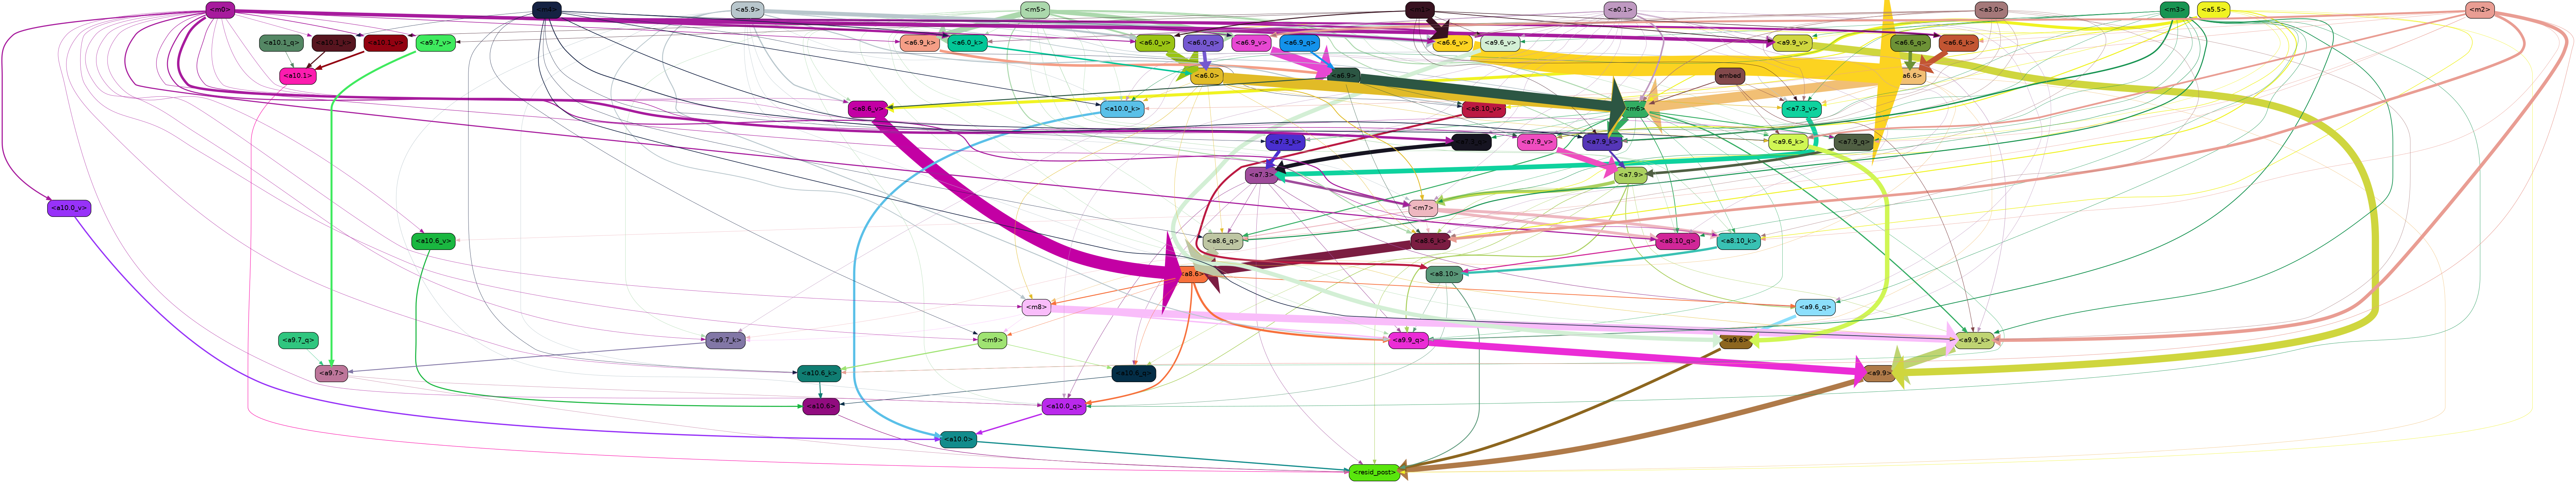 <m0> <a5.9> <m5> <a0.1> <a3.0> <m3> <a5.5> <m2>
<a10.1_q> <a10.1_k> <a9.7_v> <a6.9_k> <a6.0_k> <a6.0_v> <a6.0_q> <a6.9_v> <a6.9_q> <a6.6_v> <a9.6_v> <a9.9_v> <a6.6_q> <a6.6_k>
<a10.1> <a6.0> <a6.9> embed <a6.6>
<a8.6_v> <a10.0_k> <a8.10_v> <m6> <a7.3_v>
<a7.3_k> <a7.9_v> <a7.9_k> <a9.6_k> <a7.9_q>
<a7.3> <a7.9>
<a10.0_v> <m7>
<a10.6_v> <a8.6_q> <a8.6_k> <a8.10_q> <a8.10_k>
<a8.6> <a8.10>
<m8> <a9.6_q>
<a9.7_q> <a9.7_k> <m9> <a9.9_q> <a9.6> <a9.9_k>
<a9.7> <a10.6_k> <a10.6_q> <a9.9>
<a10.6> <a10.0_q>
<a10.0>
<resid_post>